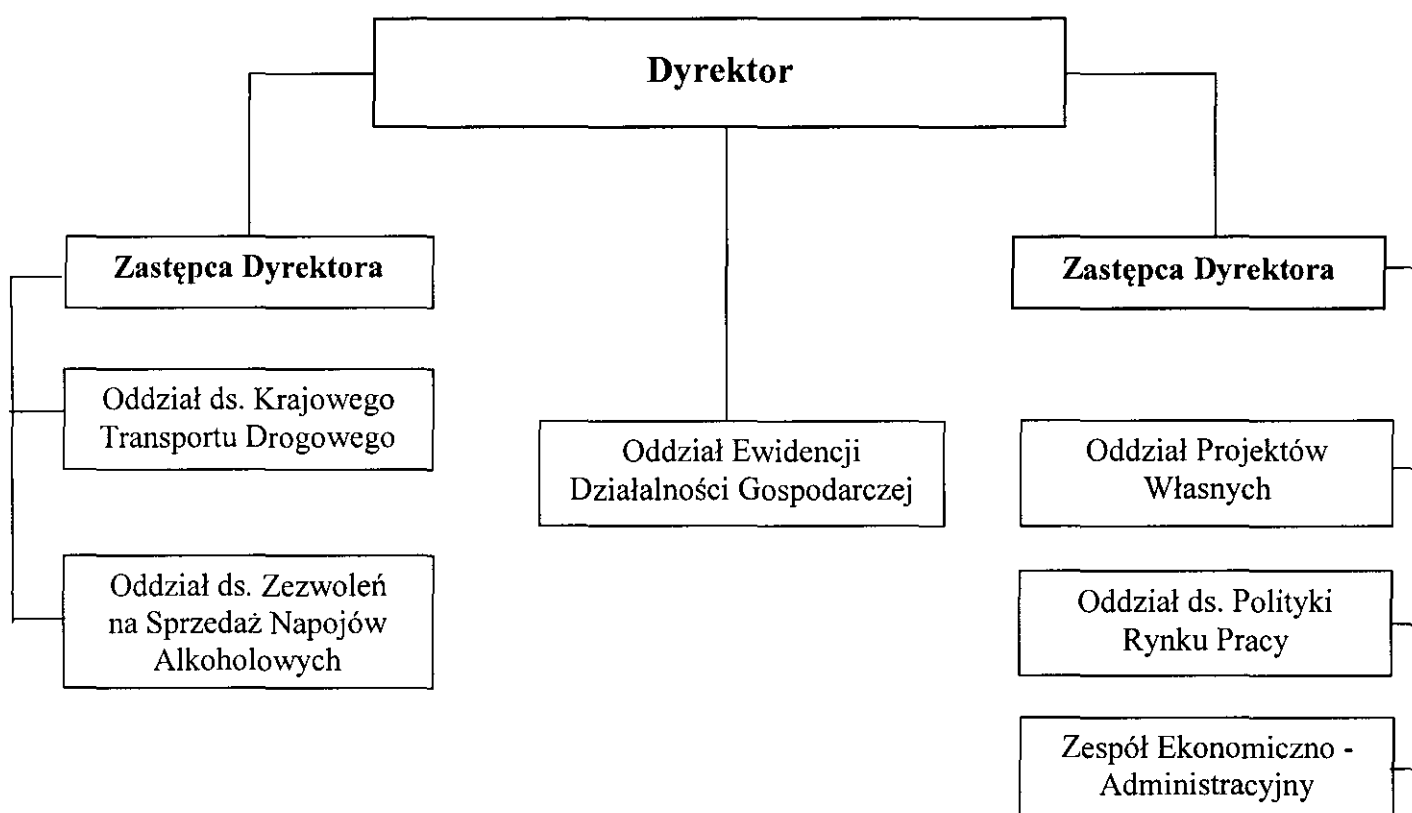 Dyrektor
Zastępca Dyrektora
Oddział ds. Krajowego
Transportu Drogowego
Oddział ds. Zezwoleń
na Sprzedaż Napojów
Alkoholowych
Oddział Ewidencji
Działalności Gospodarczej
Zastępca Dyrektora
Oddział Projektów
Własnych
Oddział ds. Polityki
Rynku Pracy
Zespół Ekonomiczno -
Administracyjny